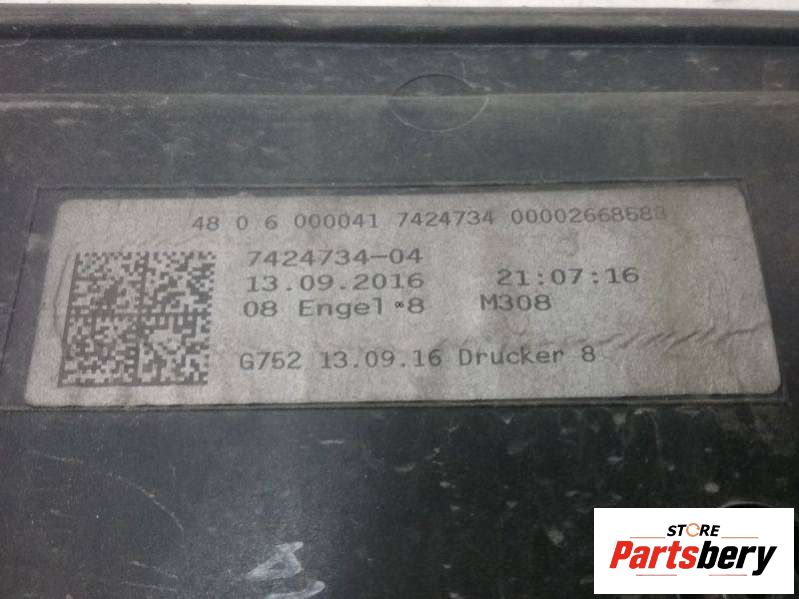 48 0 6 000041 7424734 00002668588
7424734-04
13.09.2016 21:07:16
08 Engel ∞8 M308
G752 13.09.16 Drucker 8
STORE
Partsbery